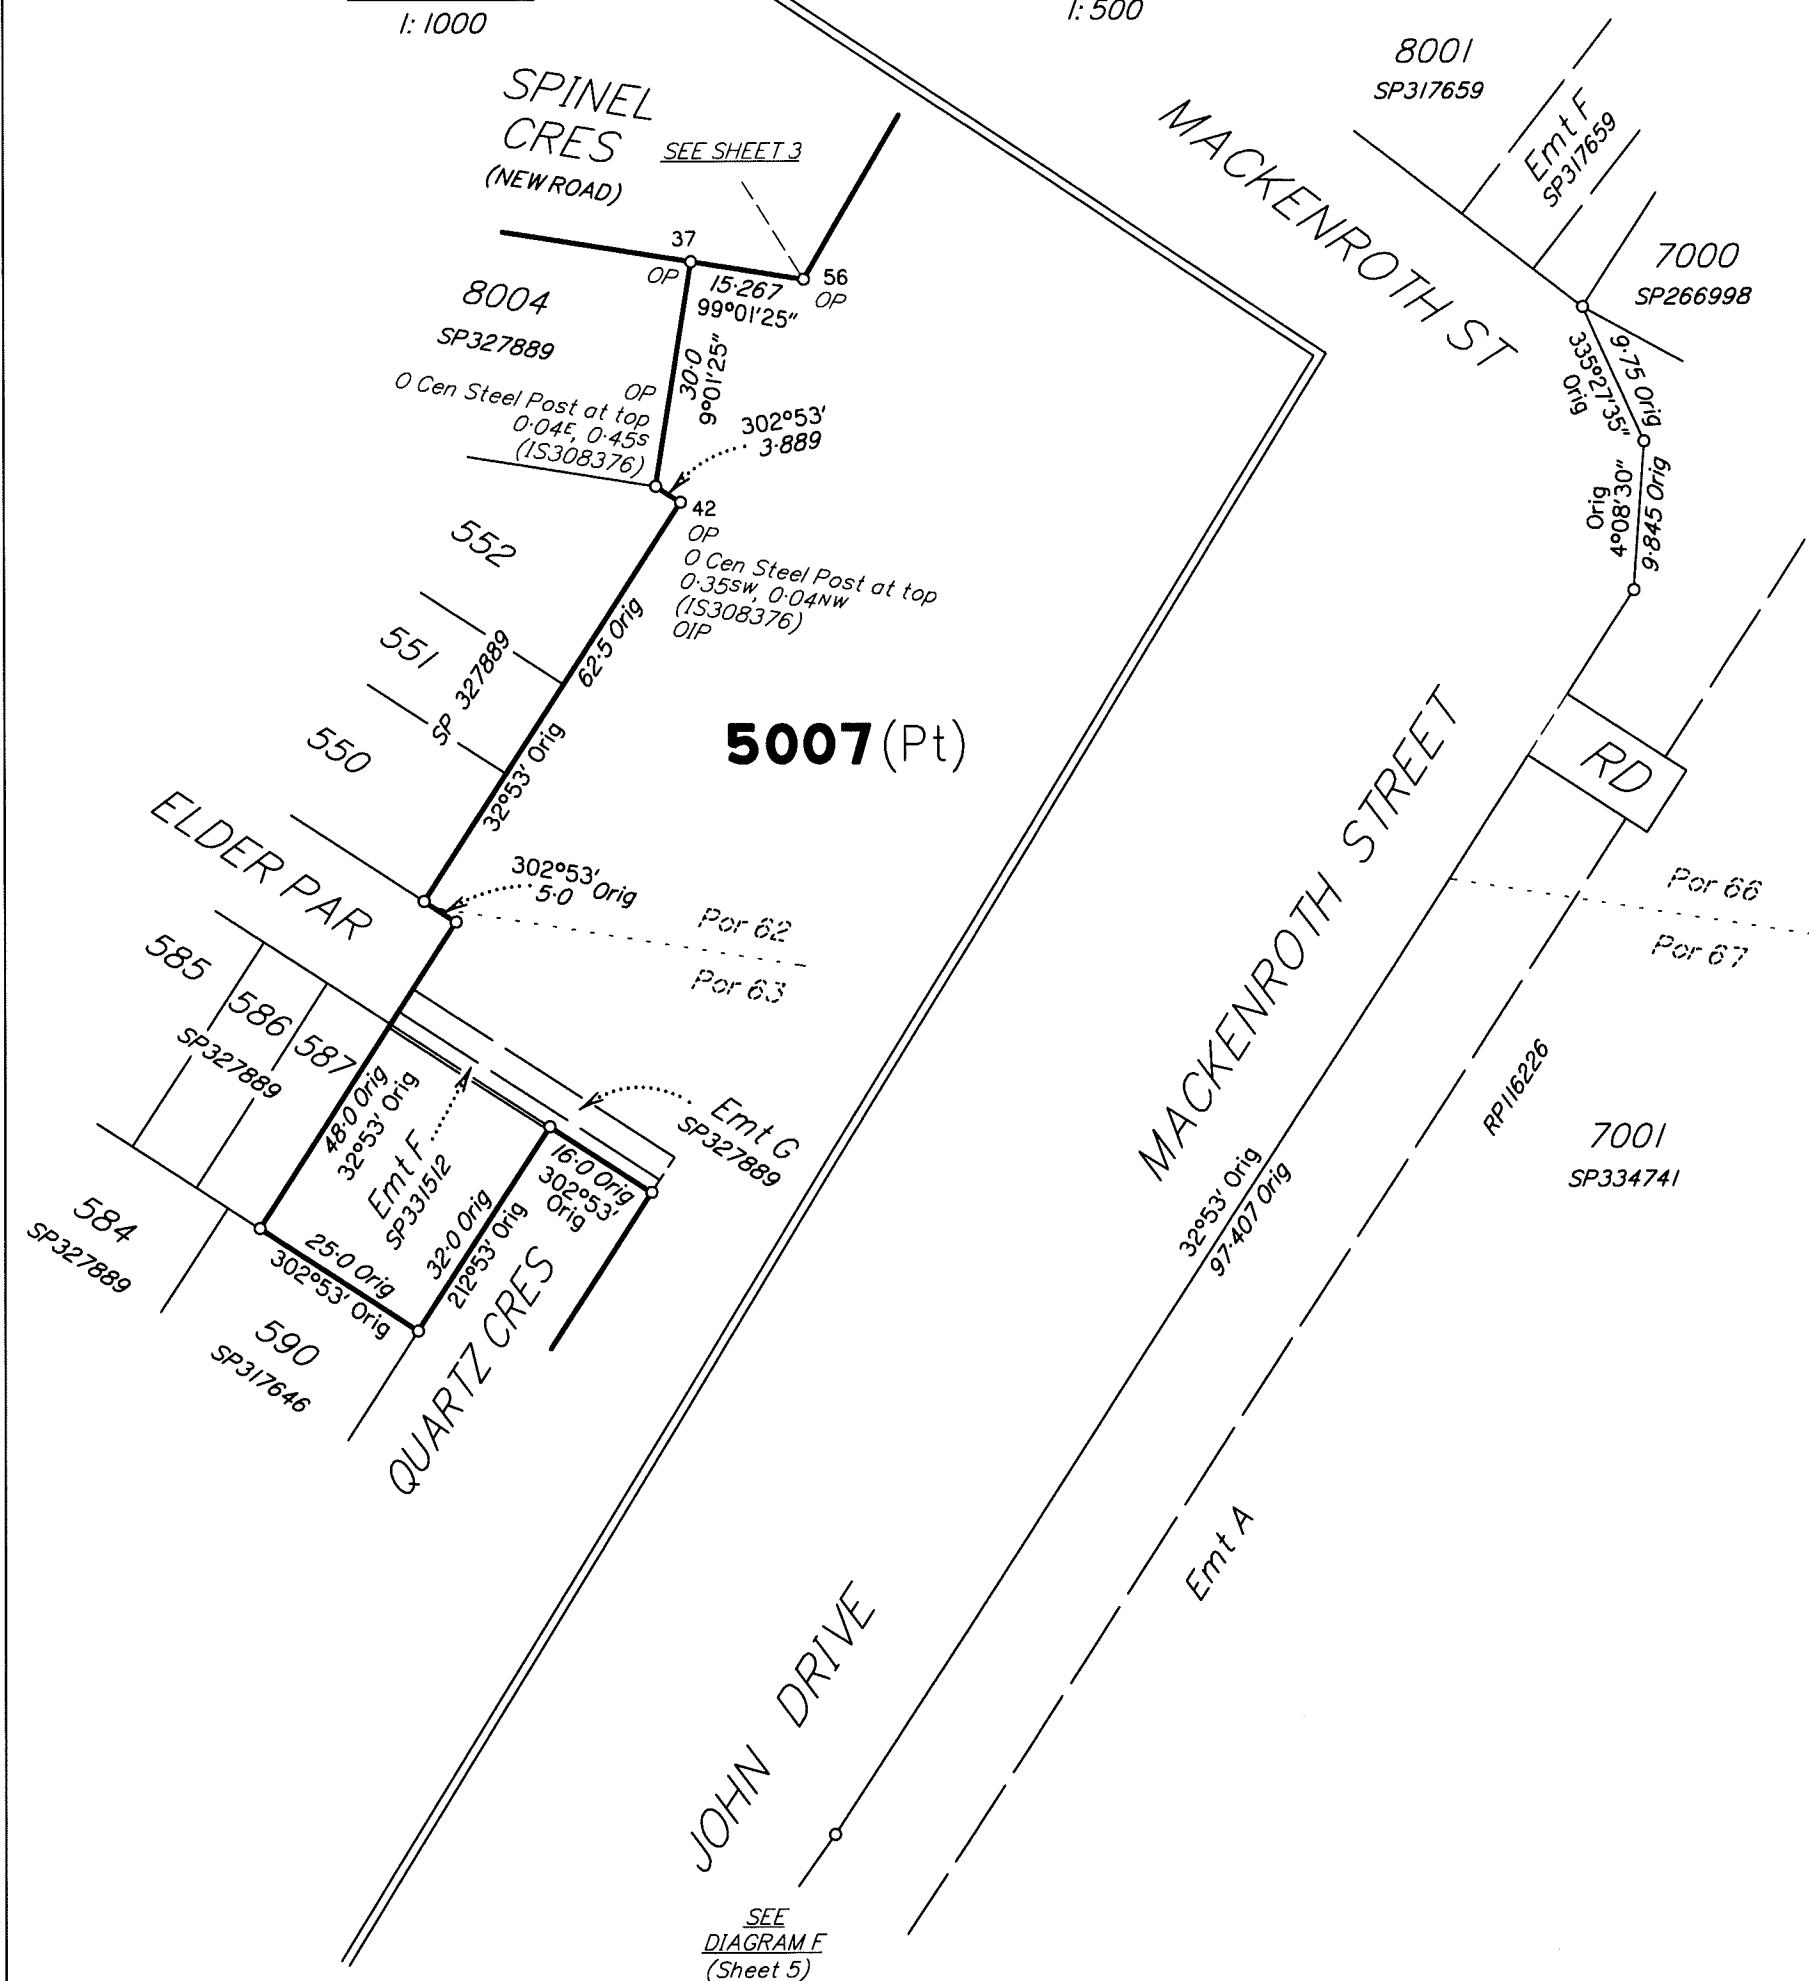 1:1000
1:500
8001
SP317659
Emt F
SP317659
SPINEL
CRES
(NEW ROAD)
SEE SHEET 3
MACKENROTH ST
7000
SP266998
37
OP
15·267
99°01'25"
56
OP
8004
SP327889
30·0
9°01'25"
OP
O Cen Steel Post at top
0·04E, 0·45S
(IS308376)
302°53'
3·889
9·75 Orig
335°27'35"
Orig
Orig
4°08'30"
9·845 Orig
42
OP
O Cen Steel Post at top
0·35SW, 0·04NW
(IS308376)
OIP
552
551
SP 327889
550
62·5 Orig
32°53' Orig
5007(Pt)
RD
ELDER PAR
302°53' Orig
5·0
Por 62
Por 63
MACKENROTH STREET
Por 66
Por 67
585
586
SP327889
587
48·0 Orig
32°53' Orig
Emt F
SP331512
Emt G
SP327889
16·0 Orig
302°53'
Orig
RP116226
7001
SP334741
32°53' Orig
97·407 Orig
584
SP327889
25·0 Orig
302°53' Orig
32·0 Orig
212°53' Orig
590
SP317646
QUARTZ CRES
Emt A
JOHN DRIVE
SEE
DIAGRAM F
(Sheet 5)